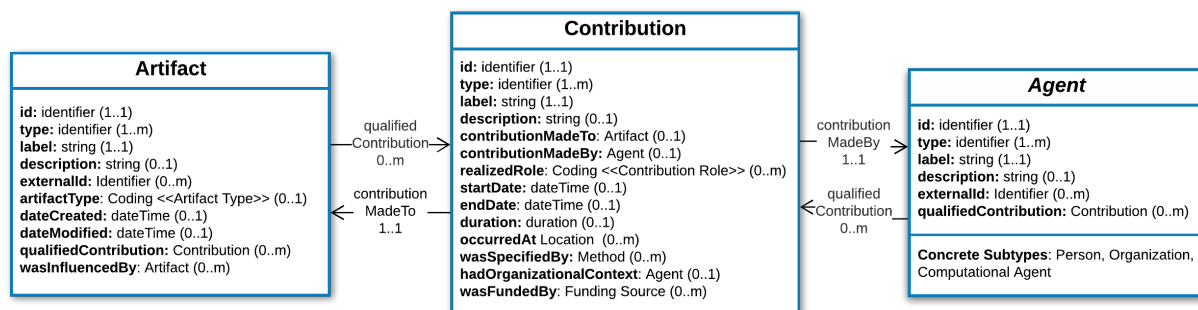 Artifact
id: identifier (1..1)
type: identifier (1..m)
label: string (1..1)
description: string (0..1)
externalId: Identifier (0..m)
artifactType: Coding <<Artifact Type>> (0..1)
dateCreated: dateTime (0..1)
dateModified: dateTime (0..1)
qualifiedContribution: Contribution (0..m)
wasInfluencedBy: Artifact (0..m)
qualified
Contribution
0..m
contribution
MadeTo
1..1
Contribution
id: identifier (1..1)
type: identifier (1..m)
label: string (1..1)
description: string (0..1)
contributionMadeTo: Artifact (0..1)
contributionMadeBy: Agent (0..1)
realizedRole: Coding <<Contribution Role>> (0..m)
startDate: dateTime (0..1)
endDate: dateTime (0..1)
duration: duration (0..1)
occurredAt Location (0..m)
wasSpecifiedBy: Method (0..m)
hadOrganizationalContext: Agent (0..1)
wasFundedBy: Funding Source (0..m)
contribution
MadeBy
1..1
qualified
Contribution
0..m
Agent
id: identifier (1..1)
type: identifier (1..m)
label: string (1..1)
description: string (0..1)
externalId: Identifier (0..m)
qualifiedContribution: Contribution (0..m)
Concrete Subtypes: Person, Organization,
Computational Agent